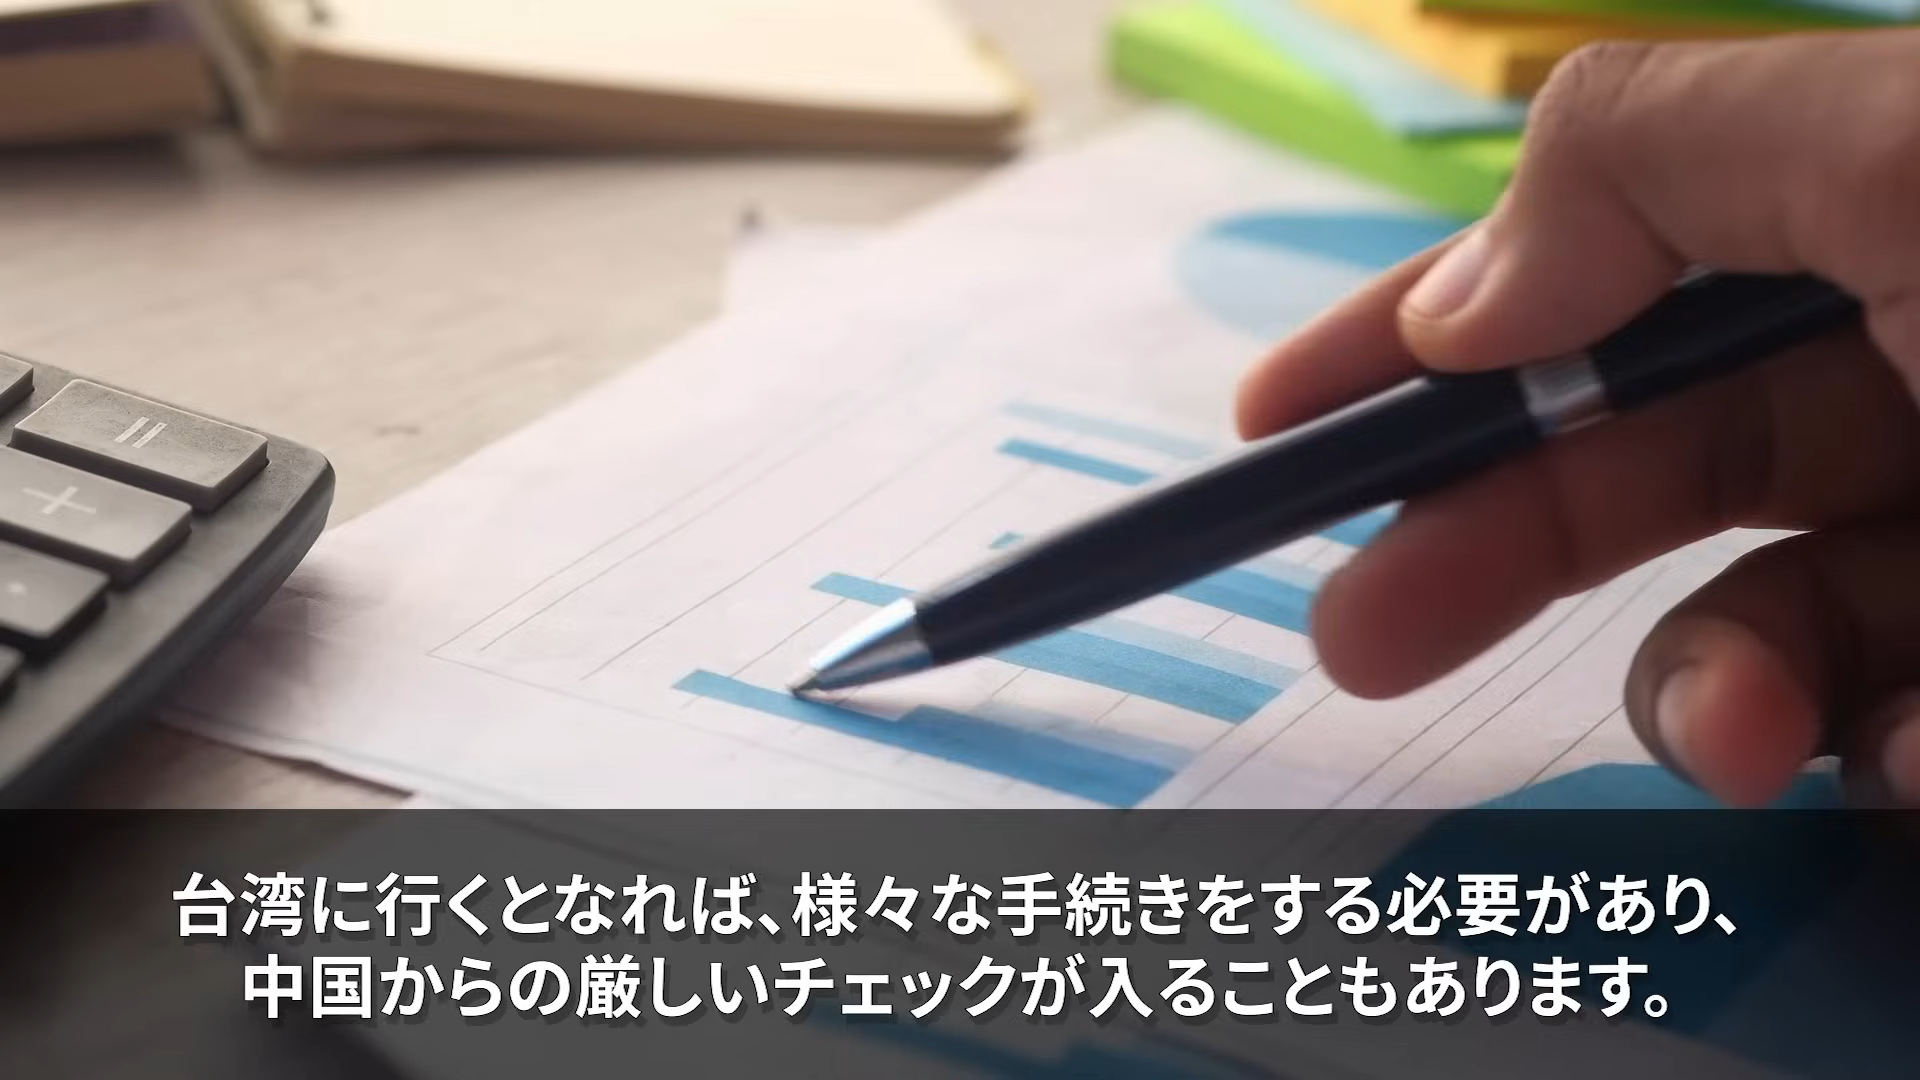 台湾に行くとなれば、様々な手続きをする必要があり、
中国からの厳しいチェックが入ることもあります。